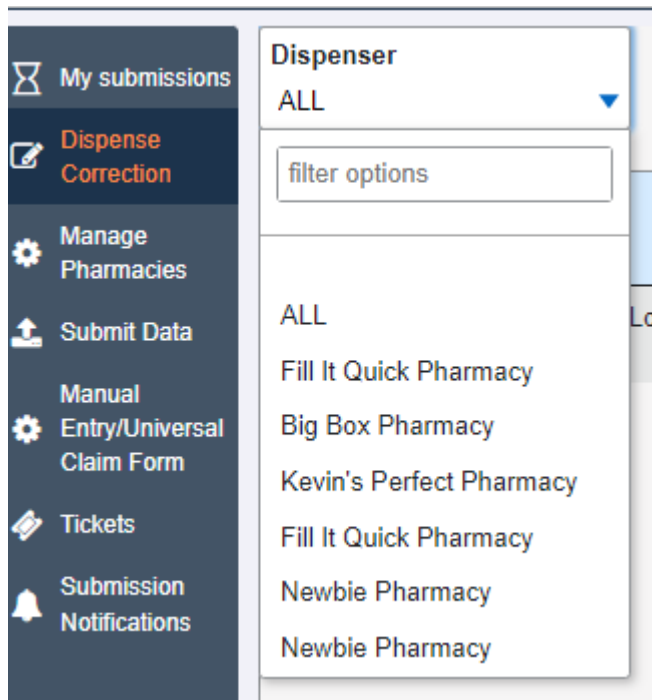 My submissions
Dispense
Correction
Manage
Pharmacies
Submit Data
Manual
Entry/Universal
Claim Form
Tickets
Submission
Notifications
Dispenser
ALL
filter options
ALL
Fill It Quick Pharmacy
Big Box Pharmacy
Kevin's Perfect Pharmacy
Fill It Quick Pharmacy
Newbie Pharmacy
Newbie Pharmacy